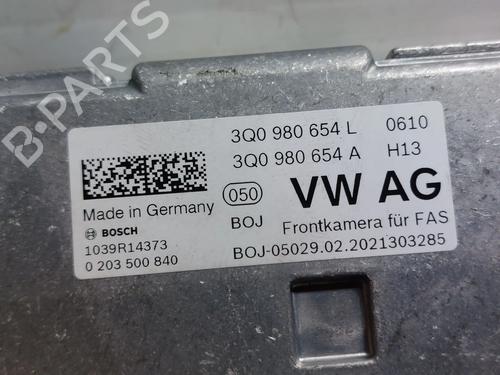 B-PARTS
3Q0 980 654 L 0610
3Q0 980 654 A H13
050 VW AG
Made in Germany
BOJ Frontkamera für FAS
BOSCH
1039R14373
0 203 500 840
BOJ-05029.02.2021303285